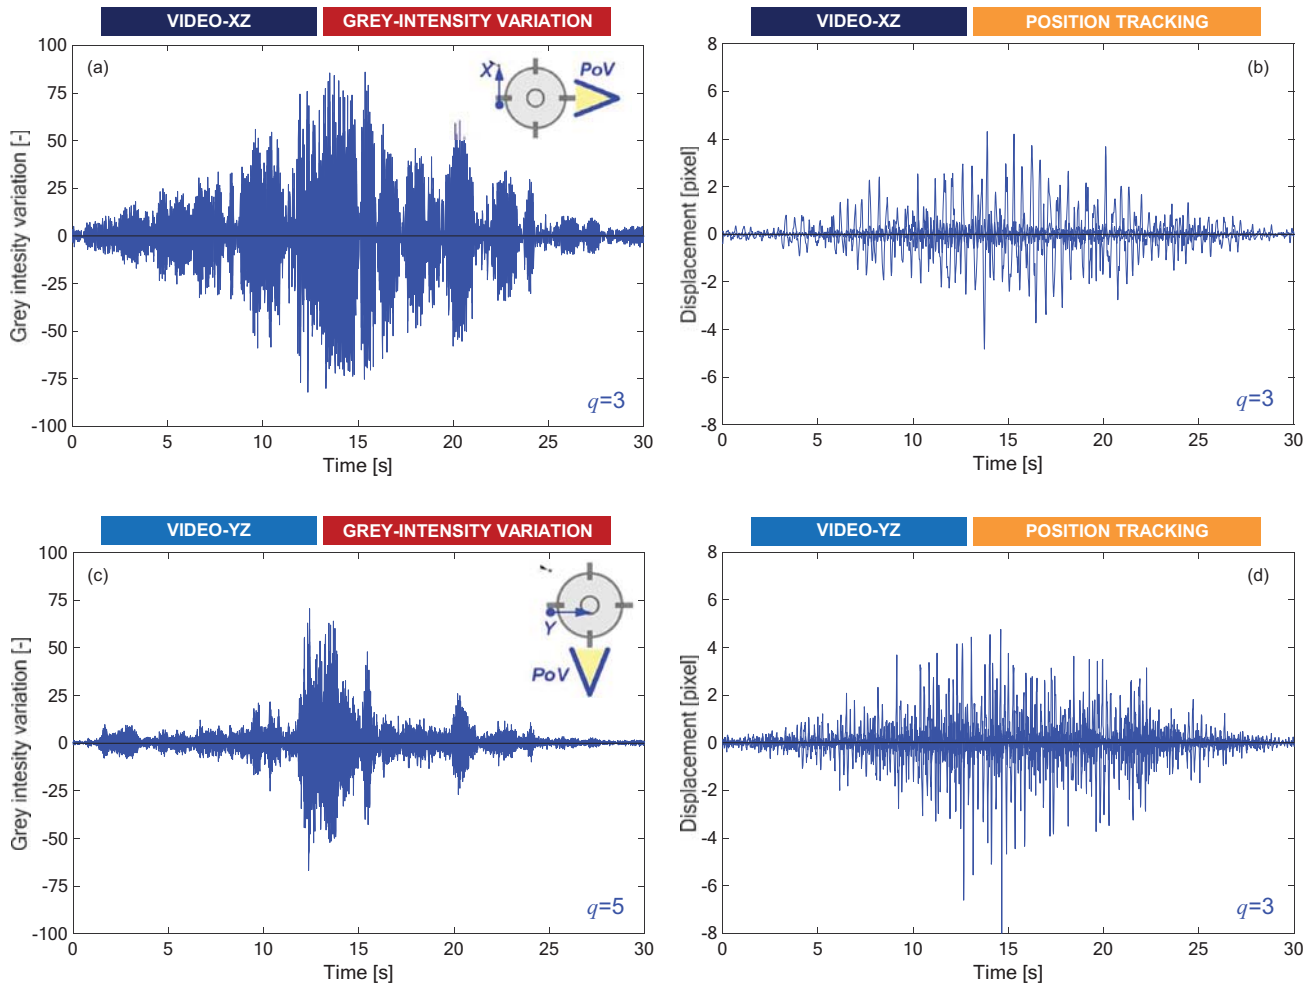 VIDEO-XZ GREY-INTENSITY VARIATION
(a)
X PoV
Grey intesity variation [-]
100
75
50
25
0
-25
-50
-75
-100
q=3
0 5 10 15 20 25 30
Time [s]
VIDEO-XZ POSITION TRACKING
(b)
Displacement [pixel]
8
6
4
2
0
-2
-4
-6
-8
q=3
0 5 10 15 20 25 30
Time [s]
VIDEO-YZ GREY-INTENSITY VARIATION
(c)
Y
PoV
Grey intesity variation [-]
100
75
50
25
0
-25
-50
-75
-100
q=5
0 5 10 15 20 25 30
Time [s]
VIDEO-YZ POSITION TRACKING
(d)
Displacement [pixel]
8
6
4
2
0
-2
-4
-6
-8
q=3
0 5 10 15 20 25 30
Time [s]